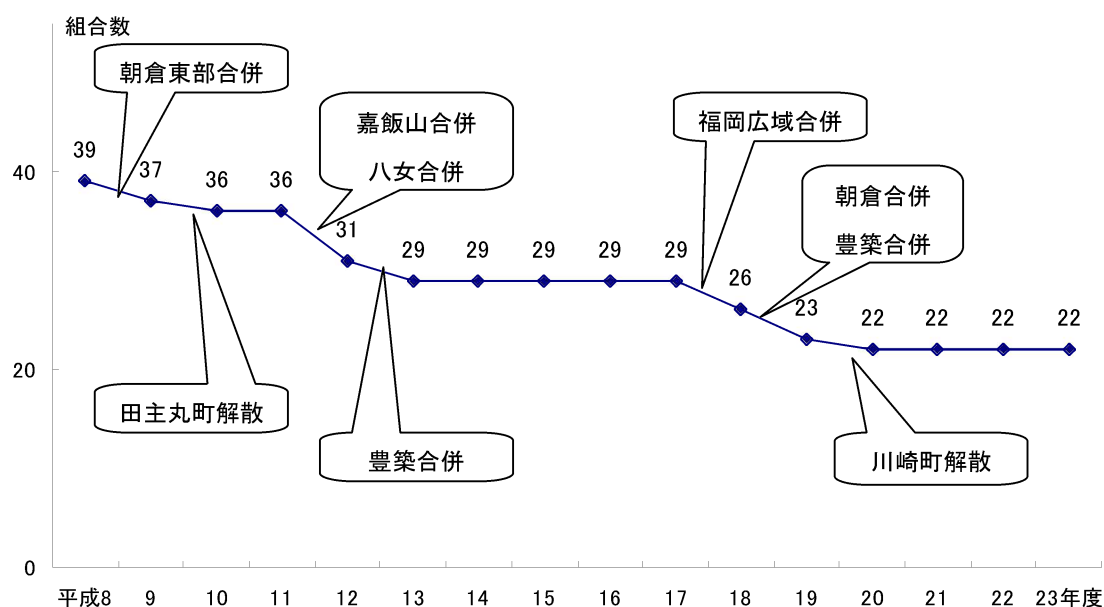 組合数
朝倉東部合併
嘉飯山合併
八女合併
福岡広域合併
朝倉合併
豊築合併
39
37
36
36
31
29
29
29
29
29
26
23
22
22
22
22
40
20
0
田主丸町解散
豊築合併
川崎町解散
平成8 9 10 11 12 13 14 15 16 17 18 19 20 21 22 23年度